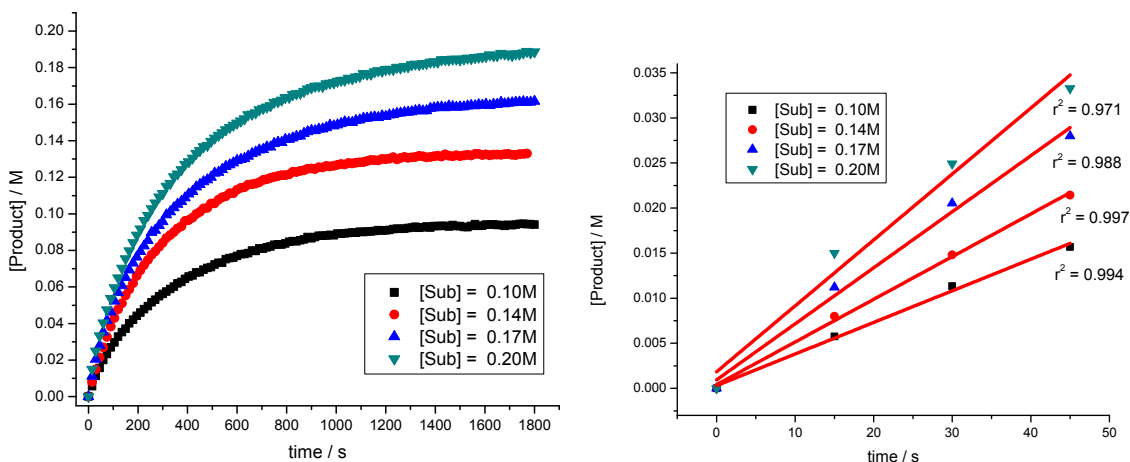 0.20
0.18
0.16
0.14
0.12
0.10
0.08
0.06
0.04
0.02
0.00
[Product] / M
0 200 400 600 800 1000 1200 1400 1600 1800
time / s
[Sub] = 0.10M
[Sub] = 0.14M
[Sub] = 0.17M
[Sub] = 0.20M
0.035
0.030
0.025
0.020
0.015
0.010
0.005
0.000
[Product] / M
0 10 20 30 40 50
time / s
[Sub] = 0.10M
[Sub] = 0.14M
[Sub] = 0.17M
[Sub] = 0.20M
r² = 0.971
r² = 0.988
r² = 0.997
r² = 0.994